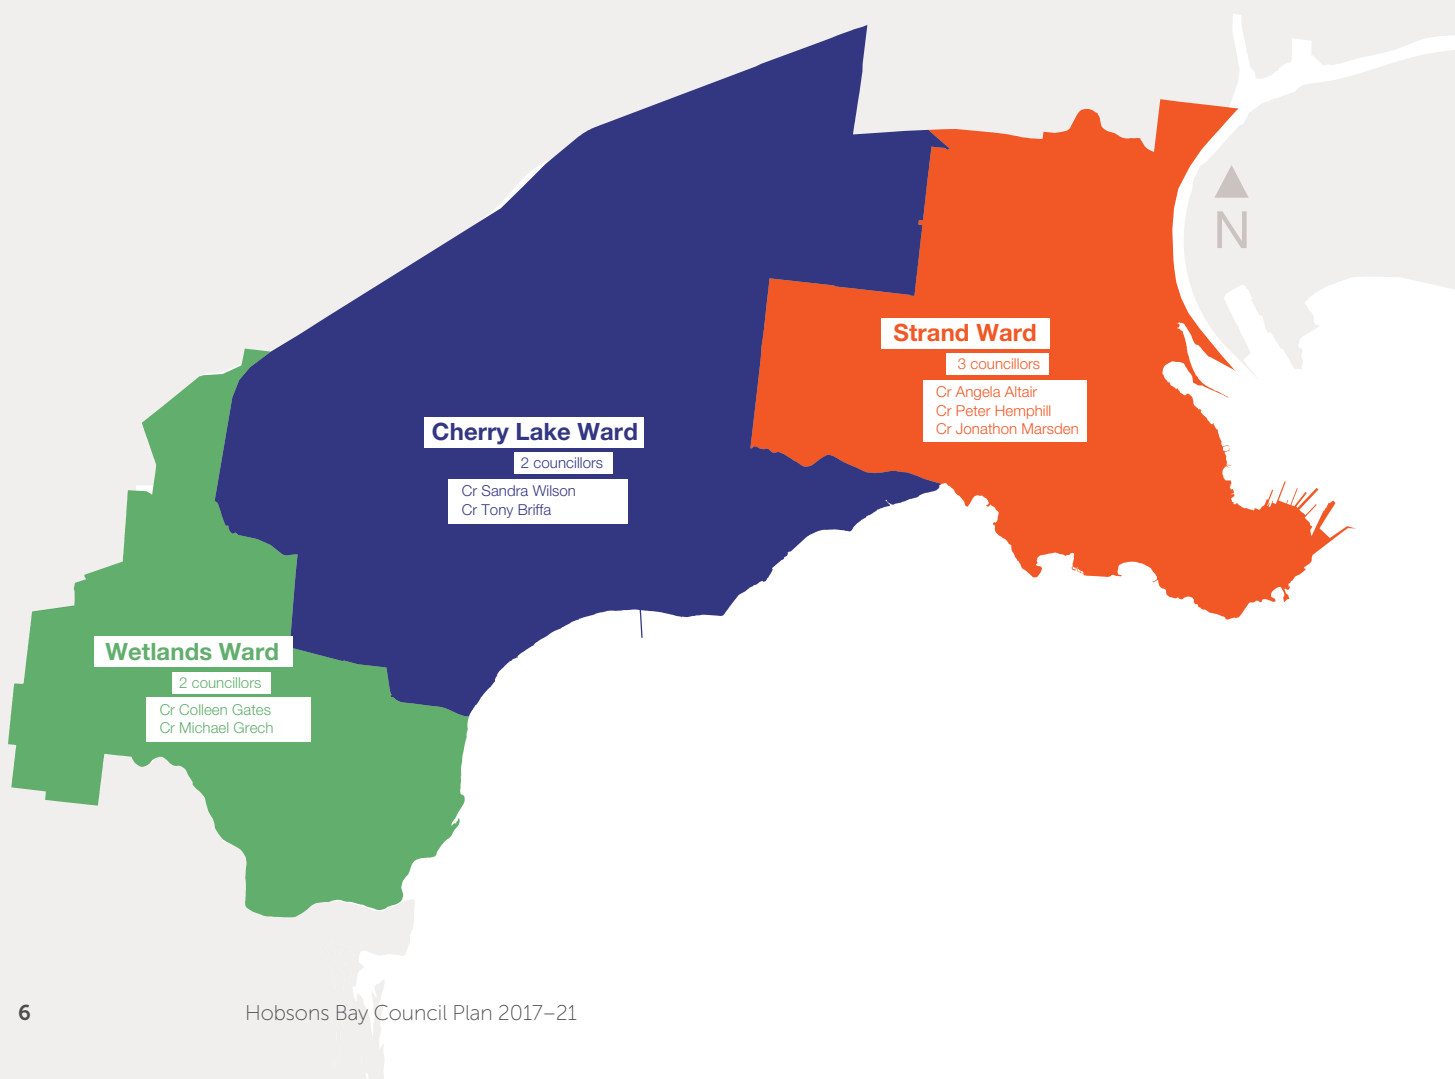 N
Strand Ward
3 councillors
Cr Angela Altair
Cr Peter Hemphill
Cr Jonathon Marsden
Cherry Lake Ward
2 councillors
Cr Sandra Wilson
Cr Tony Briffa
Wetlands Ward
2 councillors
Cr Colleen Gates
Cr Michael Grech
6
Hobsons Bay Council Plan 2017–21